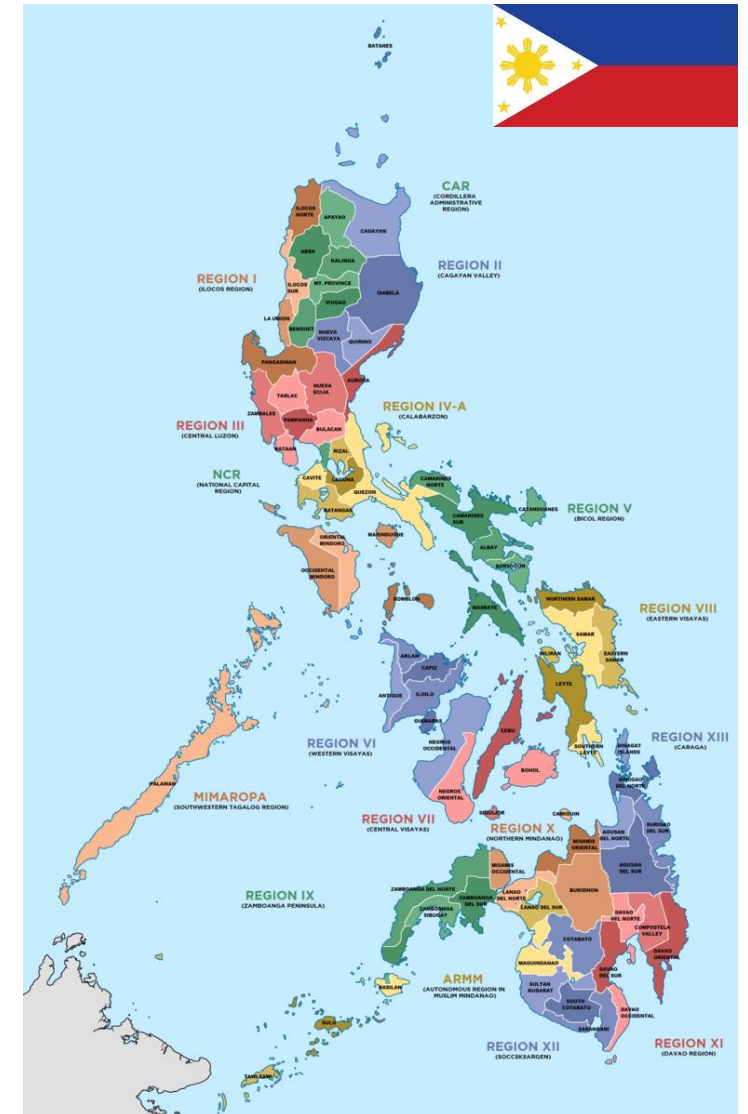 BATANES
CAR
(CORDILLERA
ADMINISTRATIVE
REGION)
ILOCOS
NORTE
APAYAO
CAGAYAN
ABRA
KALINGA
REGION II
(CAGAYAN VALLEY)
REGION I
(ILOCOS REGION)
ILOCOS
SUR
MT. PROVINCE
ISABELA
IFUGAO
LA UNION
BENGUET
NUEVA
VIZCAYA
QUIRINO
PANGASINAN
AURORA
NUEVA
ECIJA
TARLAC
REGION IV-A
(CALABARZON)
ZAMBALES
PAMPANGA
REGION III
(CENTRAL LUZON)
BULACAN
BATAAN
RIZAL
NCR
(NATIONAL CAPITAL
REGION)
CAVITE
LAGUNA
QUEZON
BATANGAS
CAMARINES
NORTE
CAMARINES
SUR
CATANDUANES
REGION V
(BICOL REGION)
ORIENTAL
MINDORO
MARINDUQUE
ALBAY
SORSOGON
OCCIDENTAL
MINDORO
ROMBLON
MASBATE
NORTHERN SAMAR
REGION VIII
(EASTERN VISAYAS)
SAMAR
BILIRAN
EASTERN
SAMAR
AKLAN
CAPIZ
LEYTE
ANTIQUE
ILOILO
GUIMARAS
CEBU
SOUTHERN
LEYTE
REGION VI
(WESTERN VISAYAS)
NEGROS
OCCIDENTAL
DINAGAT
ISLANDS
REGION XIII
(CARAGA)
BOHOL
SURIGAO
DEL NORTE
PALAWAN
MIMAROPA
(SOUTHWESTERN TAGALOG REGION)
NEGROS
ORIENTAL
SIQUIJOR
CAMIGUIN
REGION VII
(CENTRAL VISAYAS)
REGION X
(NORTHERN MINDANAO)
AGUSAN
DEL NORTE
SURIGAO
DEL SUR
MISAMIS
ORIENTAL
MISAMIS
OCCIDENTAL
AGUSAN
DEL SUR
REGION IX
(ZAMBOANGA PENINSULA)
ZAMBOANGA DEL NORTE
ZAMBOANGA
DEL SUR
ZAMBOANGA
SIBUGAY
LANAO
DEL NORTE
BUKIDNON
LANAO DEL SUR
DAVAO
DEL NORTE
COMPOSTELA
VALLEY
COTABATO
DAVAO
ORIENTAL
MAGUINDANAO
DAVAO
DEL SUR
ARMM
(AUTONOMOUS REGION IN
MUSLIM MINDANAO)
BASILAN
SULTAN
KUDARAT
SOUTH
COTABATO
DAVAO
OCCIDENTAL
SARANGANI
SULU
REGION XII
(SOCCSKSARGEN)
REGION XI
(DAVAO REGION)
TAWI-TAWI